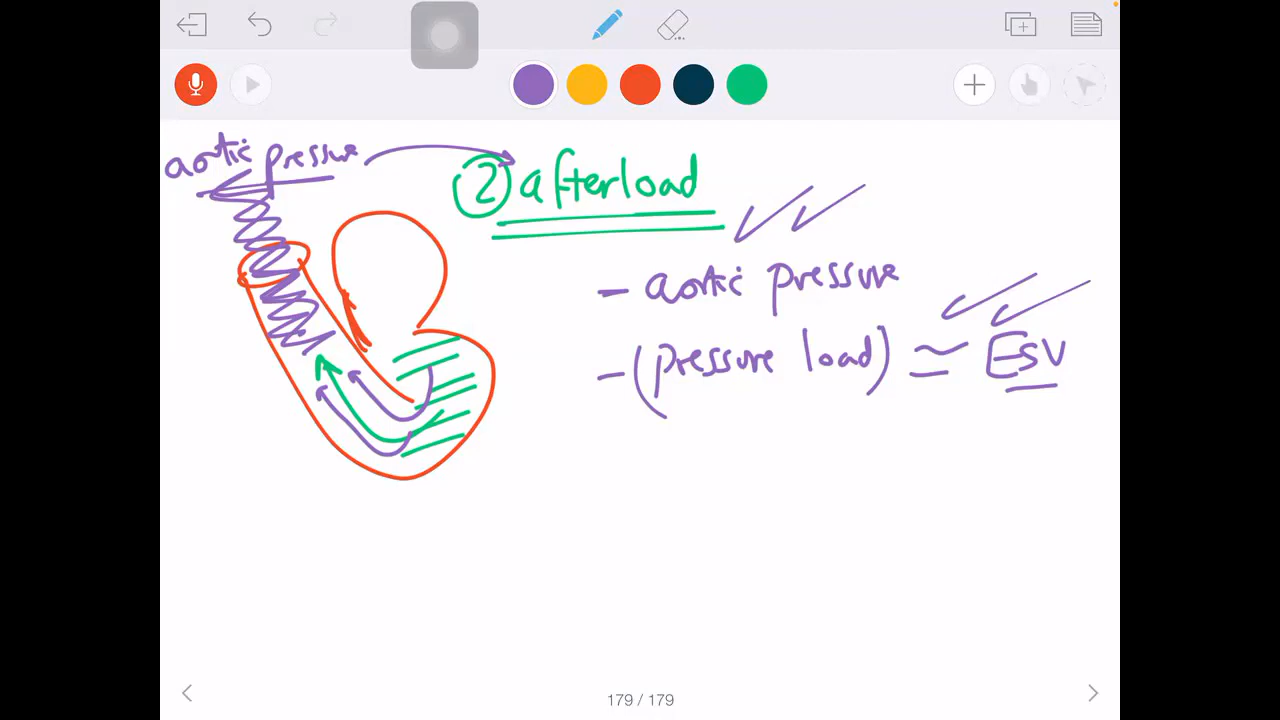 aortic pressure
② afterload
- aortic pressure
- (pressure load) ≃ ESV
179 / 179